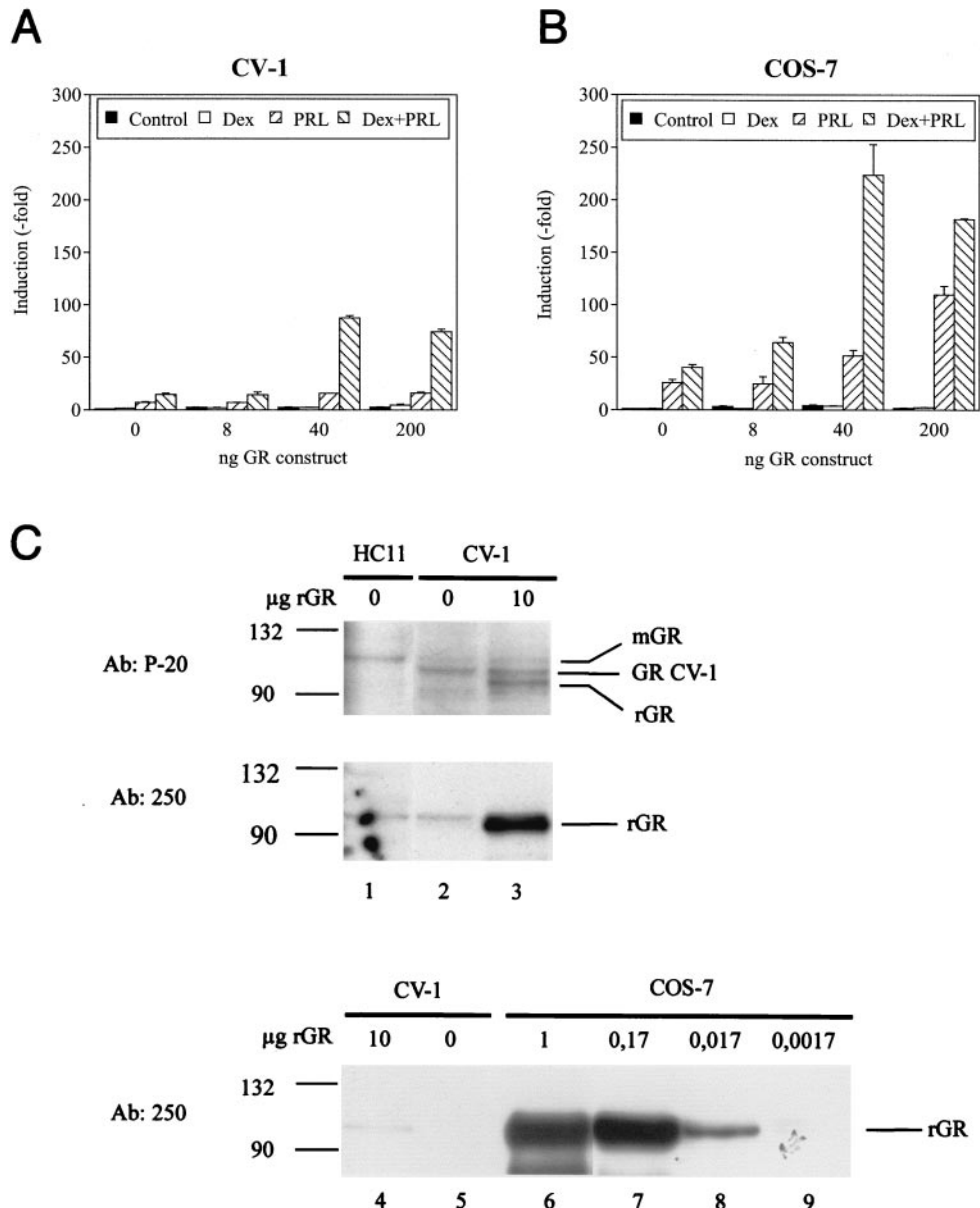 A
CV-1
300
250
200
150
100
50
0
Control Dex PRL Dex+PRL
Induction (-fold)
0 8 40 200
ng GR construct
B
COS-7
300
250
200
150
100
50
0
Control Dex PRL Dex+PRL
Induction (-fold)
0 8 40 200
ng GR construct
C
HC11 CV-1
µg rGR 0 0 10
Ab: P-20
132
90
mGR
GR CV-1
rGR
Ab: 250
132
90
rGR
1 2 3
CV-1 COS-7
µg rGR 10 0 1 0,17 0,017 0,0017
Ab: 250
132
90
rGR
4 5 6 7 8 9